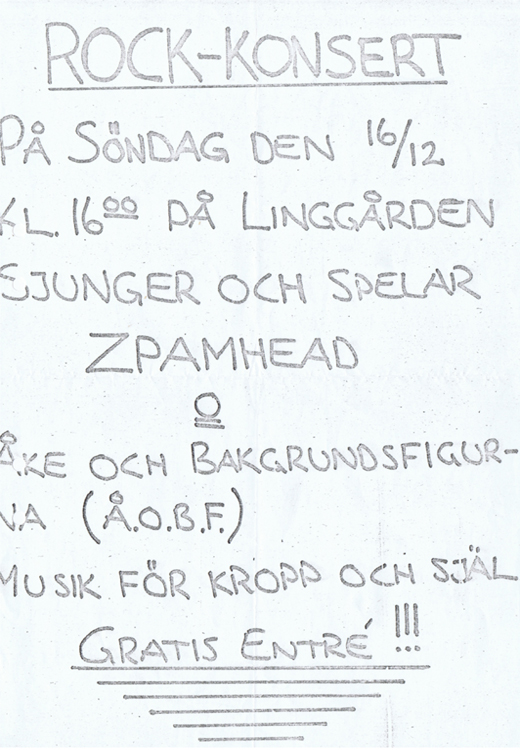 ROCK-KONSERT
PÅ SÖNDAG DEN 16/12
KL. 16⁰⁰ PÅ LINGGÅRDEN
SJUNGER OCH SPELAR
ZPAMHEAD
O
ÅKE OCH BAKGRUNDSFIGUR-
NA (Å.O.B.F.)
MUSIK FÖR KROPP OCH SJÄL
GRATIS ENTRÉ !!!